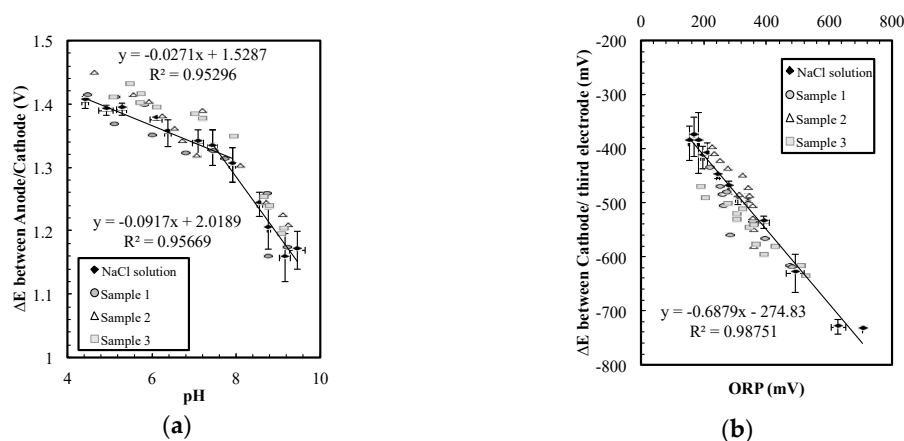 1.5
1.4
1.3
1.2
1.1
1
4
6
8
10
ΔE between Anode/Cathode (V)
pH
y = -0.0271x + 1.5287
R² = 0.95296
y = -0.0917x + 2.0189
R² = 0.95669
NaCl solution
Sample 1
Sample 2
Sample 3
(a)
0
200
400
600
800
-200
-300
-400
-500
-600
-700
-800
ΔE between Cathode/ third electrode (mV)
ORP (mV)
NaCl solution
Sample 1
Sample 2
Sample 3
y = -0.6879x - 274.83
R² = 0.98751
(b)